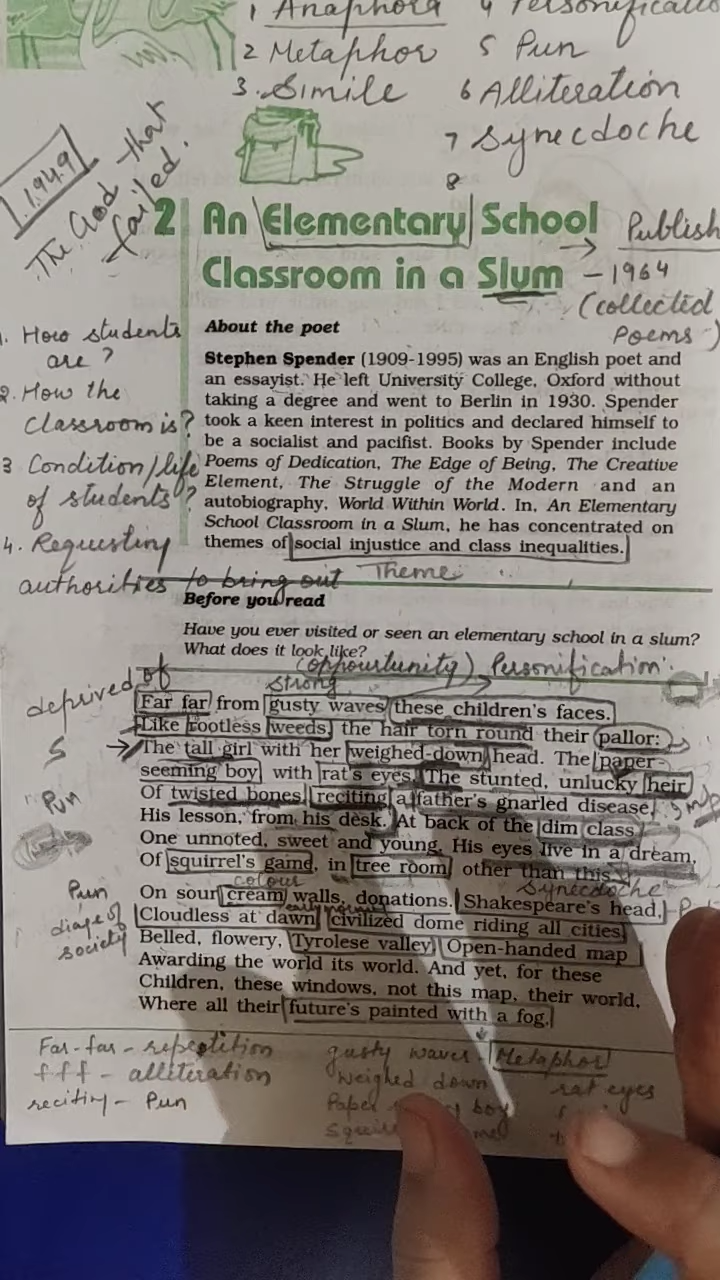 1 Anaphora 4 Personificatio
2 Metaphor 5 Pun
3. Simile 6 Alliteration
7 Synecdoche
8
1949
The God that
failed.
2 An Elementary School
Classroom in a Slum
Publish
- 1964
(collected
Poems)
1. How students
are?
2. How the
classroom is?
3 Condition/life
of students?
4. Requesting
authorities to bring out
About the poet
Stephen Spender (1909-1995) was an English poet and
an essayist. He left University College, Oxford without
taking a degree and went to Berlin in 1930. Spender
took a keen interest in politics and declared himself to
be a socialist and pacifist. Books by Spender include
Poems of Dedication, The Edge of Being, The Creative
Element, The Struggle of the Modern and an
autobiography, World Within World. In, An Elementary
School Classroom in a Slum, he has concentrated on
themes of social injustice and class inequalities.
Theme
Before you read
Have you ever visited or seen an elementary school in a slum?
What does it look like?
(oppourtunity) Personification
deprived of
strong
Far far from gusty waves these children's faces.
Like rootless weeds, the hair torn round their pallor:
S
The tall girl with her weighed-down head. The paper-
seeming boy, with rat's eyes. The stunted, unlucky heir
Pun
Of twisted bones, reciting a father's gnarled disease,
His lesson, from his desk. At back of the dim class
One unnoted, sweet and young. His eyes live in a dream,
Of squirrel's game, in tree room, other than this.
colour
Synecdoche
Pun
On sour cream walls, donations. Shakespeare's head,
Cloudless at dawn, civilized dome riding all cities.
of
society
Belled, flowery, Tyrolese valley. Open-handed map
Awarding the world its world. And yet, for these
Children, these windows, not this map, their world,
Where all their future's painted with a fog,
Far-far - repetition
fff - alliteration
reciting - Pun
gusty waves - Metaphor
weighed down
rat eyes
Paper boy